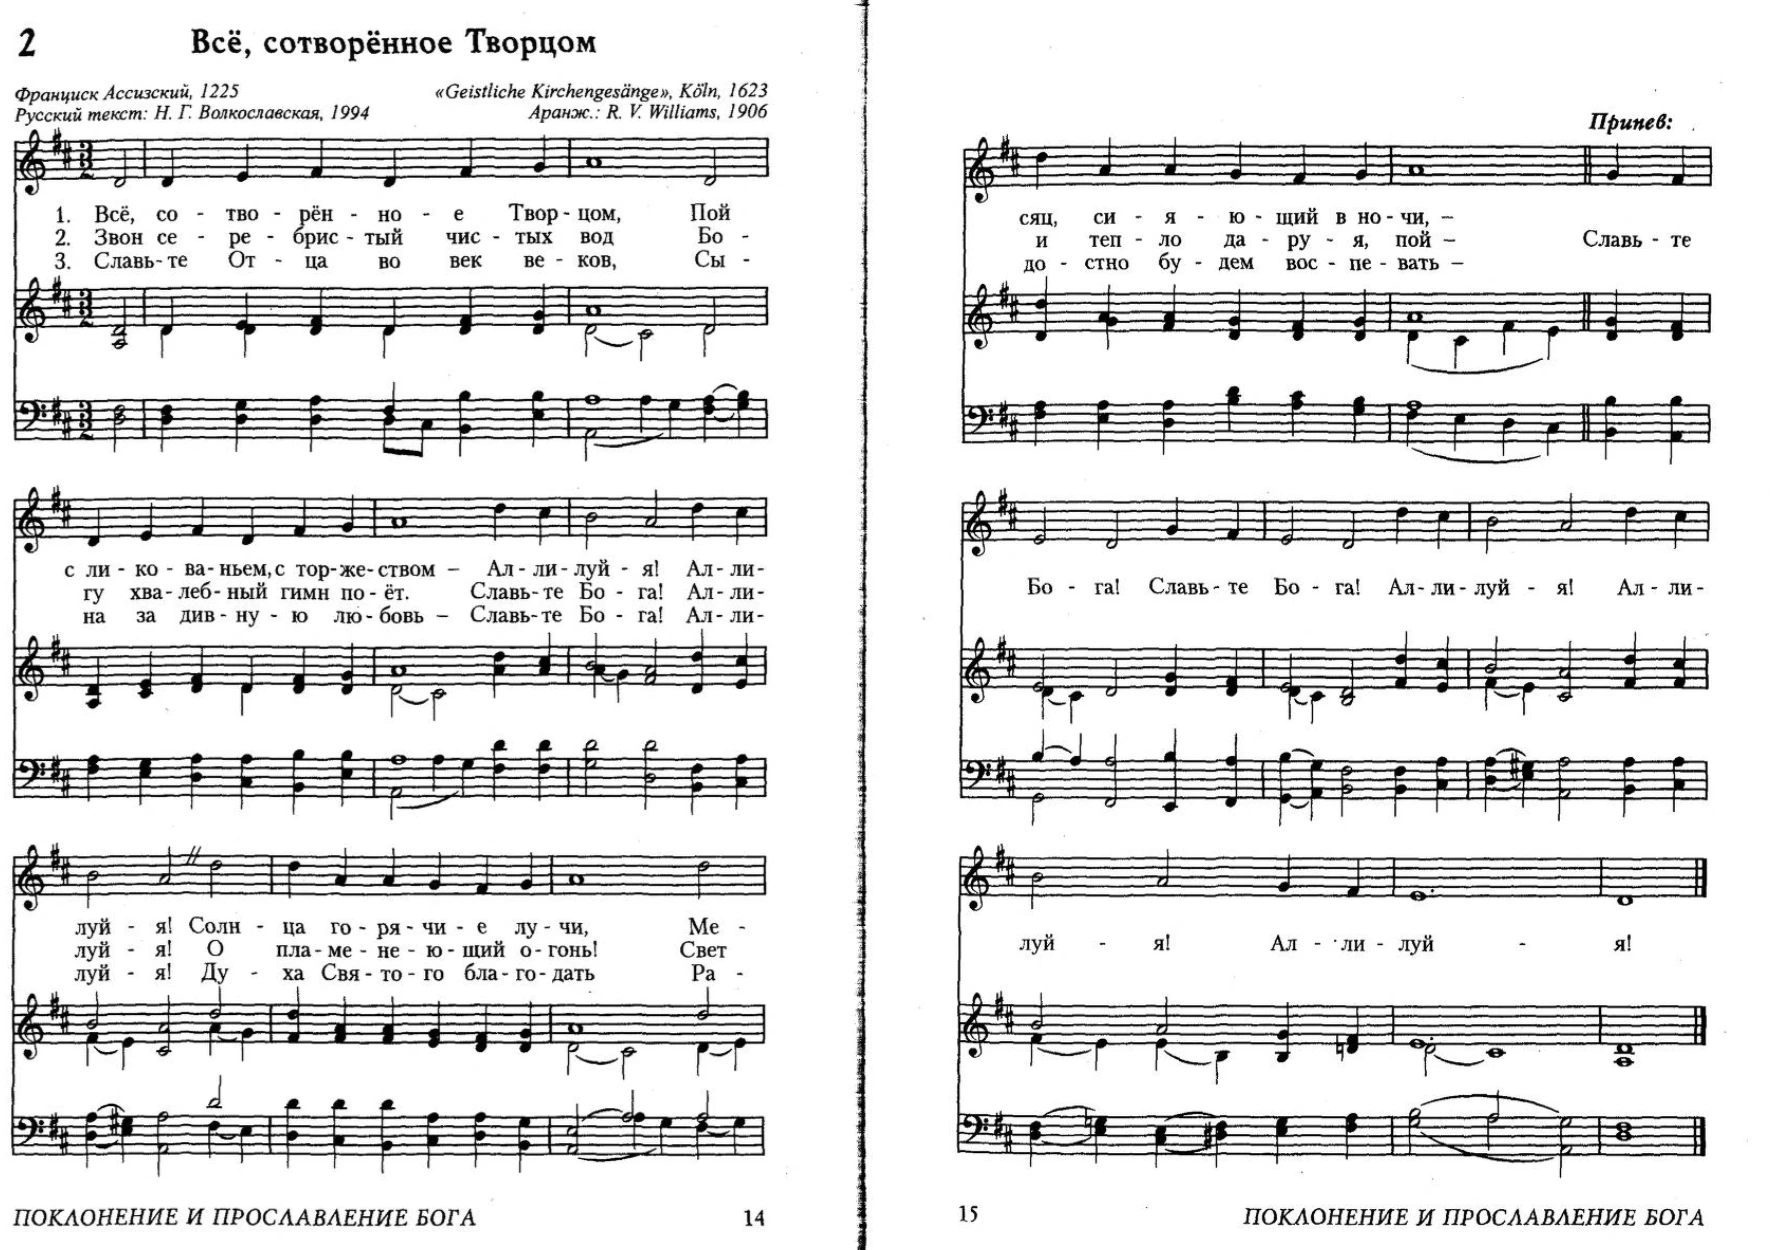 2
Всё, сотворённое Творцом
Франциск Ассизский, 1225
«Geistliche Kirchengesänge», Köln, 1623
Русский текст: Н. Г. Волкославская, 1994
Аранж.: R. V. Williams, 1906
1. Всё, со - тво - рён - но - е Твор - цом, Пой
2. Звон се - ре - брис - тый чис - тых вод Бо -
3. Славь - те От - ца во век ве - ков, Сы -
с ли - ко - ва - ньем, с тор - же - ством – Ал - ли - луй - я! Ал - ли -
гу хва - леб - ный гимн по - ёт. Славь - те Бо - га! Ал - ли -
на за див - ну - ю лю - бовь – Славь - те Бо - га! Ал - ли -
луй - я! Солн - ца го - ря - чи - е лу - чи, Ме -
луй - я! О пла - ме - не - ю - щий о - гонь! Свет
луй - я! Ду - ха Свя - то - го бла - го - дать Ра -
ПОКЛОНЕНИЕ И ПРОСЛАВЛЕНИЕ БОГА 14
Припев:
сяц, си - я - ю - щий в но - чи, –
и теп - ло да - ру - я, пой – Славь - те
до - стно бу - дем вос - пе - вать –
Бо - га! Славь - те Бо - га! Ал - ли - луй - я! Ал - ли -
луй - я! Ал - ли - луй - я!
15 ПОКЛОНЕНИЕ И ПРОСЛАВЛЕНИЕ БОГА